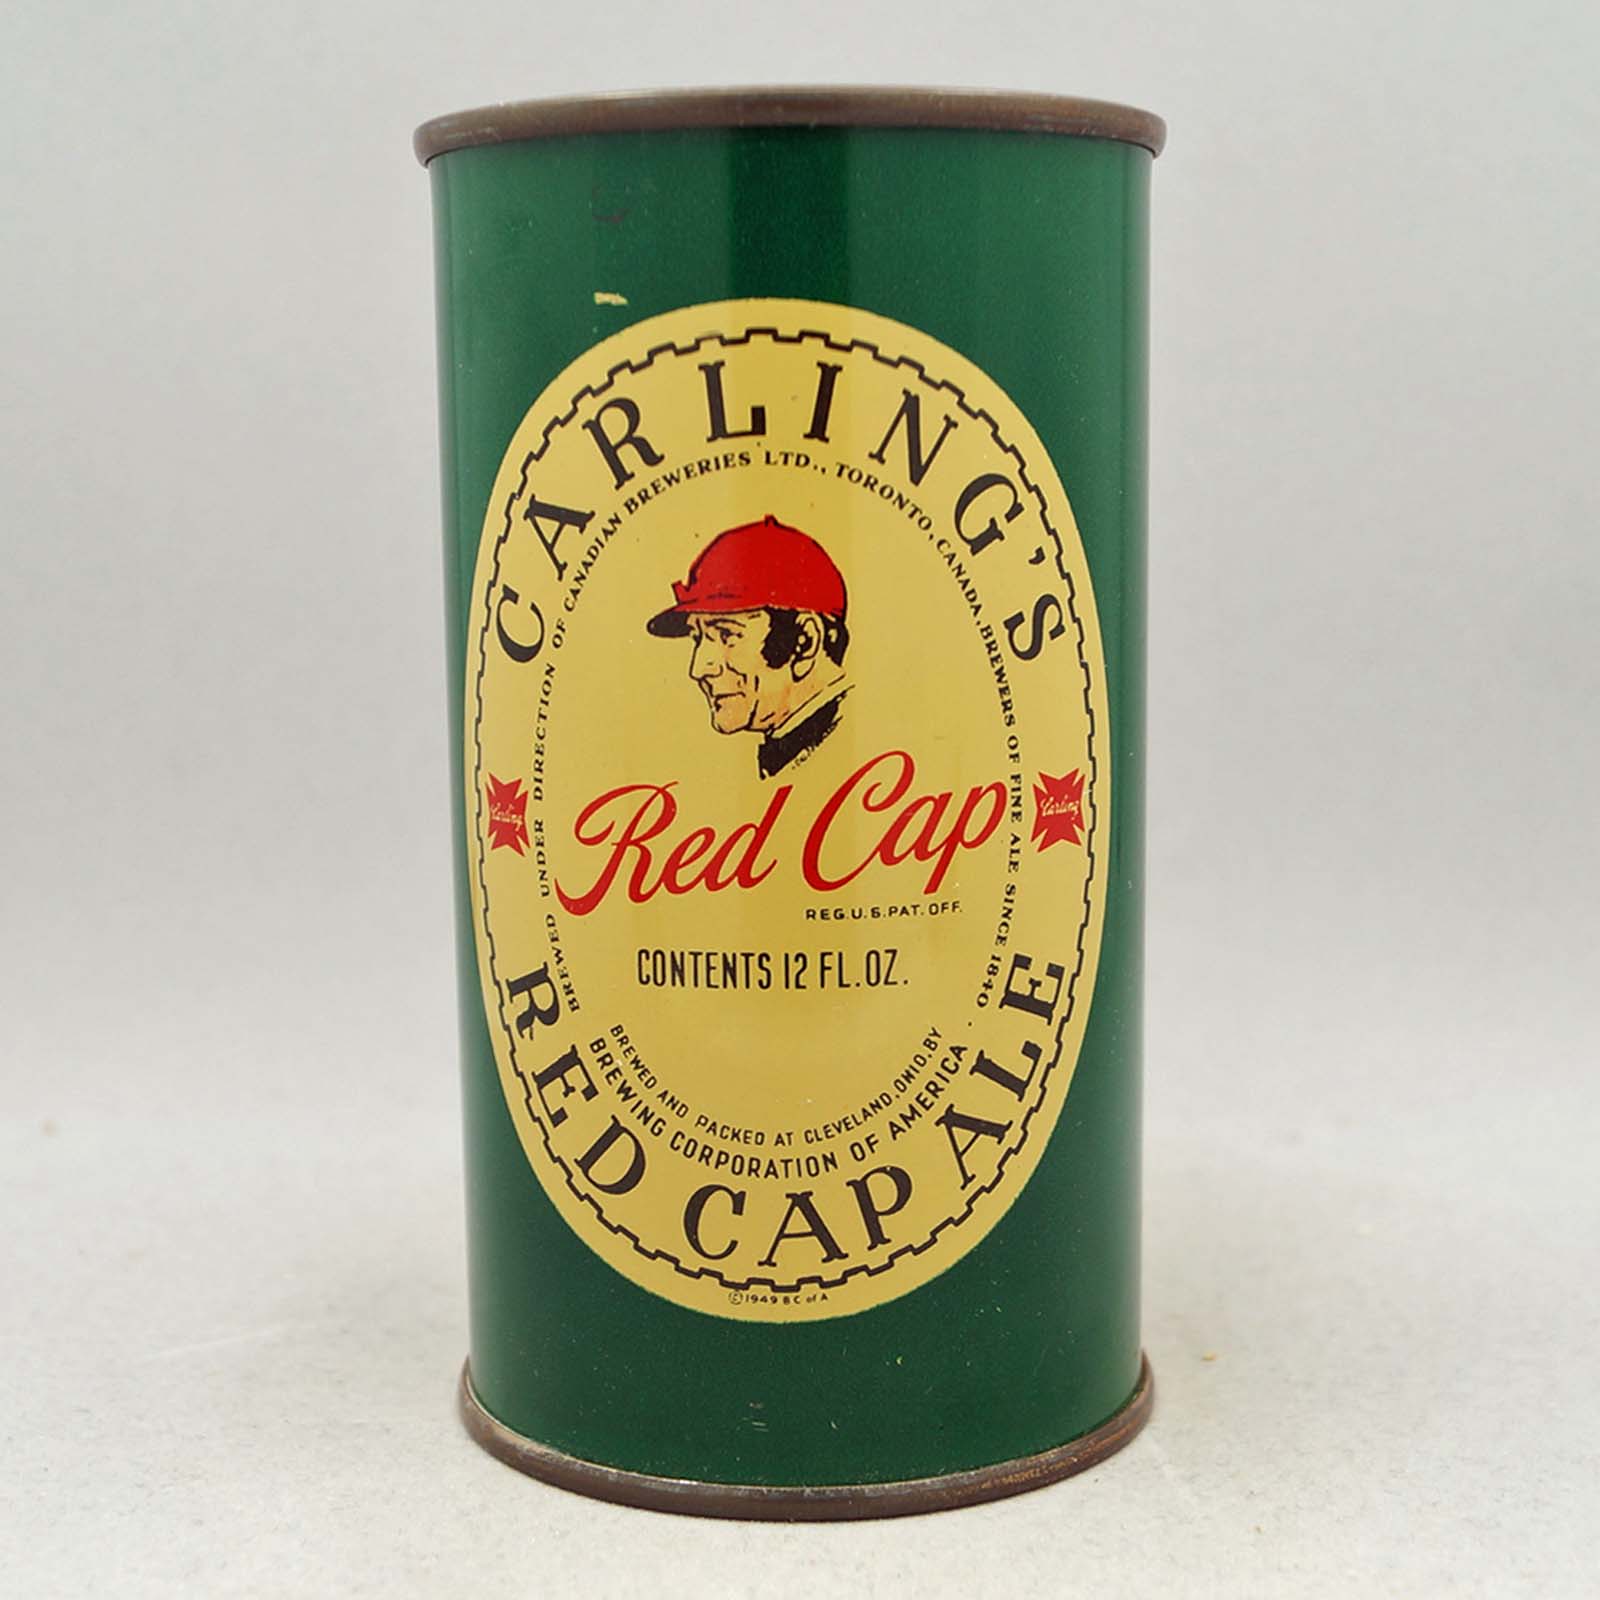 CARLING'S
BREWED UNDER DIRECTION OF CANADIAN BREWERIES LTD., TORONTO, CANADA, BREWERS OF FINE ALE SINCE 1840
Carling
Carling
Red Cap
REG. U.S. PAT. OFF.
CONTENTS 12 FL. OZ.
BREWED AND PACKED AT CLEVELAND, OHIO, BY
BREWING CORPORATION OF AMERICA
RED CAP ALE
© 1949 B C of A